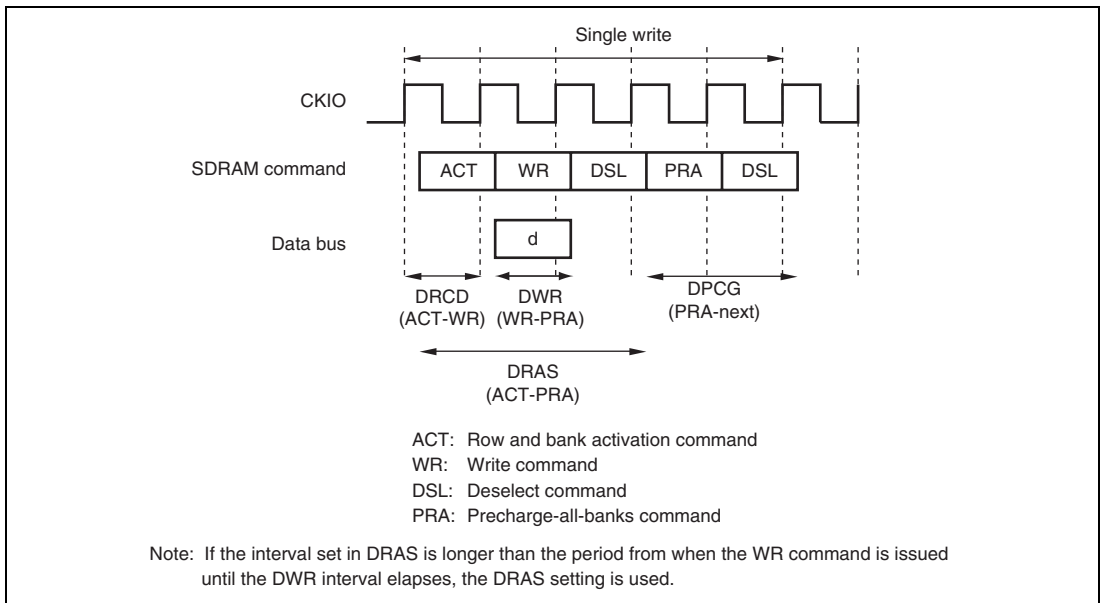 Single write
CKIO
SDRAM command
ACT WR DSL PRA DSL
Data bus
d
DRCD
(ACT-WR)
DWR
(WR-PRA)
DPCG
(PRA-next)
DRAS
(ACT-PRA)
ACT: Row and bank activation command
WR: Write command
DSL: Deselect command
PRA: Precharge-all-banks command
Note: If the interval set in DRAS is longer than the period from when the WR command is issued
until the DWR interval elapses, the DRAS setting is used.